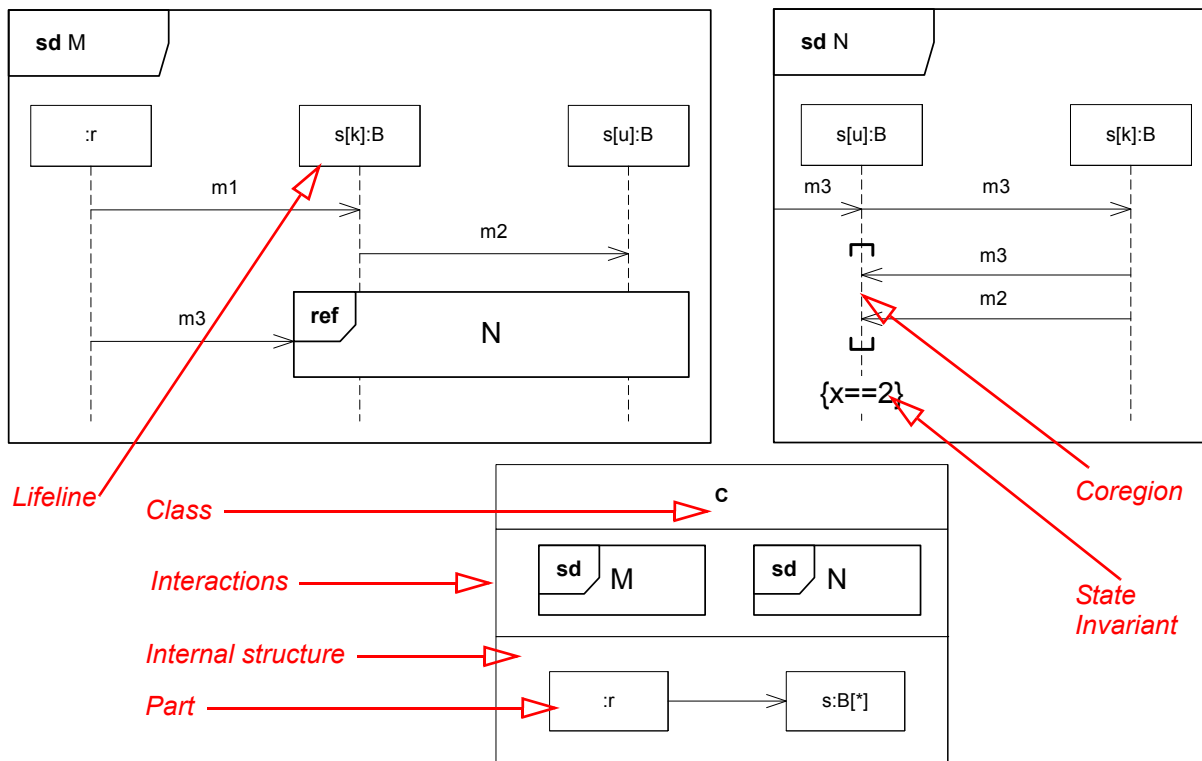 sd M
:r
s[k]:B
s[u]:B
m1
m2
m3
ref
N
sd N
s[u]:B
s[k]:B
m3
m3
m3
m2
{x==2}
Lifeline
Class
C
Coregion
Interactions
sd
M
sd
N
State
Invariant
Internal structure
Part
:r
s:B[*]